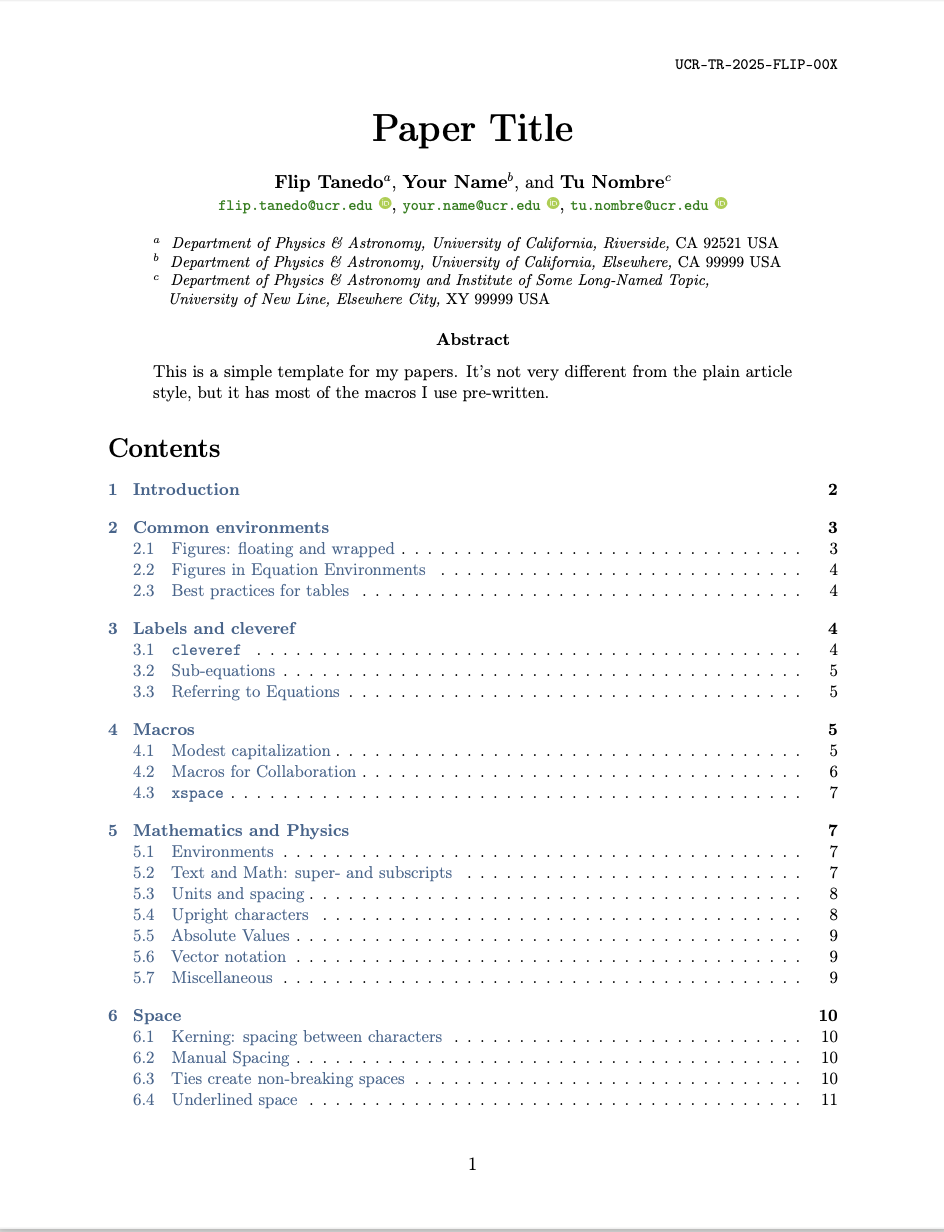 UCR-TR-2025-FLIP-00X
Paper Title
Flip Tanedoᵃ, Your Nameᵇ, and Tu Nombreᶜ
flip.tanedo@ucr.edu iD, your.name@ucr.edu iD, tu.nombre@ucr.edu iD
ᵃ Department of Physics & Astronomy, University of California, Riverside, CA 92521 USA
ᵇ Department of Physics & Astronomy, University of California, Elsewhere, CA 99999 USA
ᶜ Department of Physics & Astronomy and Institute of Some Long-Named Topic,
University of New Line, Elsewhere City, XY 99999 USA
Abstract
This is a simple template for my papers. It's not very different from the plain article
style, but it has most of the macros I use pre-written.
Contents
1 Introduction 2
2 Common environments 3
2.1 Figures: floating and wrapped . . . . . . . . . . . . . . . . . . . . . . . . . . . . . . . 3
2.2 Figures in Equation Environments . . . . . . . . . . . . . . . . . . . . . . . . . . . . 4
2.3 Best practices for tables . . . . . . . . . . . . . . . . . . . . . . . . . . . . . . . . . . 4
3 Labels and cleveref 4
3.1 cleveref . . . . . . . . . . . . . . . . . . . . . . . . . . . . . . . . . . . . . . . . . . 4
3.2 Sub-equations . . . . . . . . . . . . . . . . . . . . . . . . . . . . . . . . . . . . . . . . 5
3.3 Referring to Equations . . . . . . . . . . . . . . . . . . . . . . . . . . . . . . . . . . . 5
4 Macros 5
4.1 Modest capitalization . . . . . . . . . . . . . . . . . . . . . . . . . . . . . . . . . . . . 5
4.2 Macros for Collaboration . . . . . . . . . . . . . . . . . . . . . . . . . . . . . . . . . . 6
4.3 xspace . . . . . . . . . . . . . . . . . . . . . . . . . . . . . . . . . . . . . . . . . . . . 7
5 Mathematics and Physics 7
5.1 Environments . . . . . . . . . . . . . . . . . . . . . . . . . . . . . . . . . . . . . . . . 7
5.2 Text and Math: super- and subscripts . . . . . . . . . . . . . . . . . . . . . . . . . . 7
5.3 Units and spacing . . . . . . . . . . . . . . . . . . . . . . . . . . . . . . . . . . . . . . 8
5.4 Upright characters . . . . . . . . . . . . . . . . . . . . . . . . . . . . . . . . . . . . . 8
5.5 Absolute Values . . . . . . . . . . . . . . . . . . . . . . . . . . . . . . . . . . . . . . . 9
5.6 Vector notation . . . . . . . . . . . . . . . . . . . . . . . . . . . . . . . . . . . . . . . 9
5.7 Miscellaneous . . . . . . . . . . . . . . . . . . . . . . . . . . . . . . . . . . . . . . . . 9
6 Space 10
6.1 Kerning: spacing between characters . . . . . . . . . . . . . . . . . . . . . . . . . . . 10
6.2 Manual Spacing . . . . . . . . . . . . . . . . . . . . . . . . . . . . . . . . . . . . . . . 10
6.3 Ties create non-breaking spaces . . . . . . . . . . . . . . . . . . . . . . . . . . . . . . 10
6.4 Underlined space . . . . . . . . . . . . . . . . . . . . . . . . . . . . . . . . . . . . . . 11
1